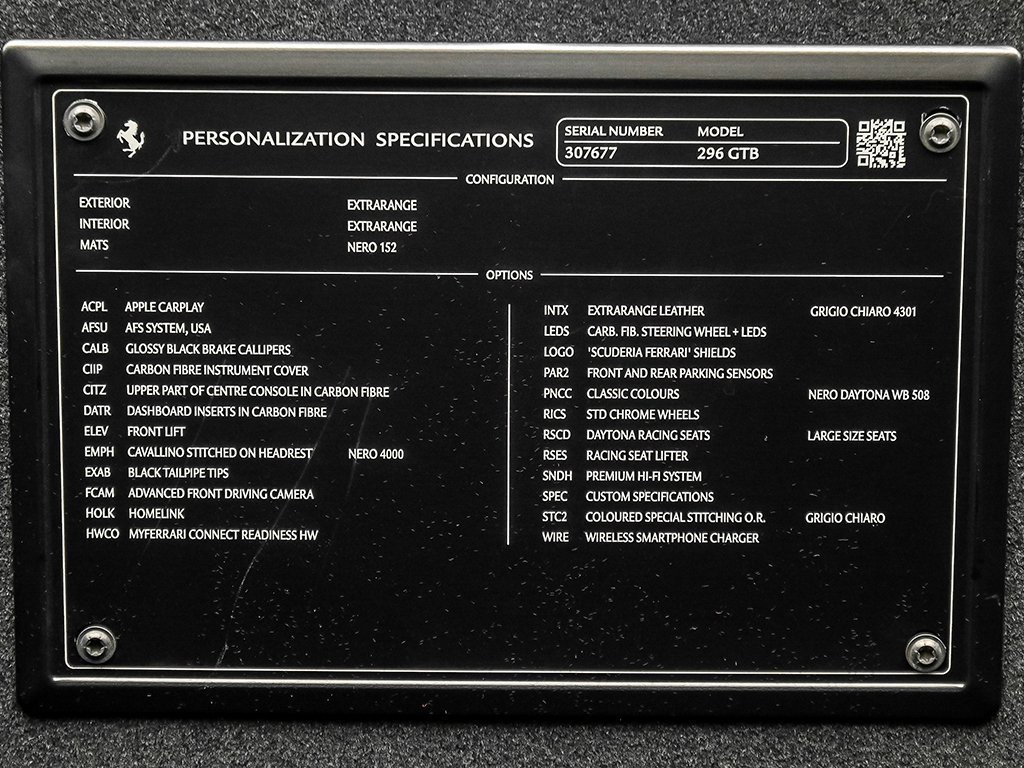 PERSONALIZATION SPECIFICATIONS
SERIAL NUMBER MODEL
307677 296 GTB
CONFIGURATION
EXTERIOR EXTRARANGE
INTERIOR EXTRARANGE
MATS NERO 152
OPTIONS
ACPL APPLE CARPLAY
AFSU AFS SYSTEM, USA
CALB GLOSSY BLACK BRAKE CALLIPERS
CIIP CARBON FIBRE INSTRUMENT COVER
CITZ UPPER PART OF CENTRE CONSOLE IN CARBON FIBRE
DATR DASHBOARD INSERTS IN CARBON FIBRE
ELEV FRONT LIFT
EMPH CAVALLINO STITCHED ON HEADREST NERO 4000
EXAB BLACK TAILPIPE TIPS
FCAM ADVANCED FRONT DRIVING CAMERA
HOLK HOMELINK
HWCO MYFERRARI CONNECT READINESS HW
INTX EXTRARANGE LEATHER GRIGIO CHIARO 4301
LEDS CARB. FIB. STEERING WHEEL + LEDS
LOGO 'SCUDERIA FERRARI' SHIELDS
PAR2 FRONT AND REAR PARKING SENSORS
PNCC CLASSIC COLOURS NERO DAYTONA WB 508
RICS STD CHROME WHEELS
RSCD DAYTONA RACING SEATS LARGE SIZE SEATS
RSES RACING SEAT LIFTER
SNDH PREMIUM HI-FI SYSTEM
SPEC CUSTOM SPECIFICATIONS
STC2 COLOURED SPECIAL STITCHING O.R. GRIGIO CHIARO
WIRE WIRELESS SMARTPHONE CHARGER